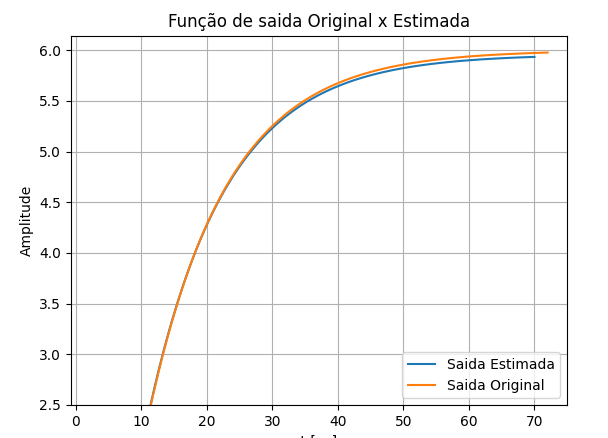 Função de saida Original x Estimada
6.0
5.5
5.0
4.5
4.0
3.5
3.0
2.5
Amplitude
Saida Estimada
Saida Original
0 10 20 30 40 50 60 70